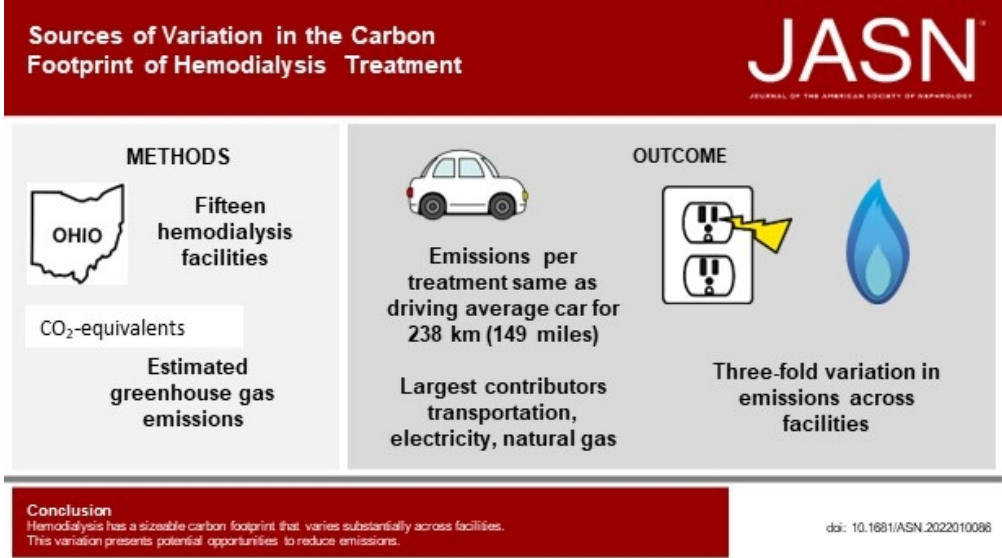 Sources of Variation in the Carbon
Footprint of Hemodialysis Treatment
JASN
JOURNAL OF THE AMERICAN SOCIETY OF NEPHROLOGY
METHODS
OHIO
Fifteen
hemodialysis
facilities
CO₂-equivalents
Estimated
greenhouse gas
emissions
OUTCOME
Emissions per
treatment same as
driving average car for
238 km (149 miles)
Largest contributors
transportation,
electricity, natural gas
Three-fold variation in
emissions across
facilities
Conclusion
Hemodialysis has a sizeable carbon footprint that varies substantially across facilities.
This variation presents potential opportunities to reduce emissions.
doi: 10.1681/ASN.2022010086